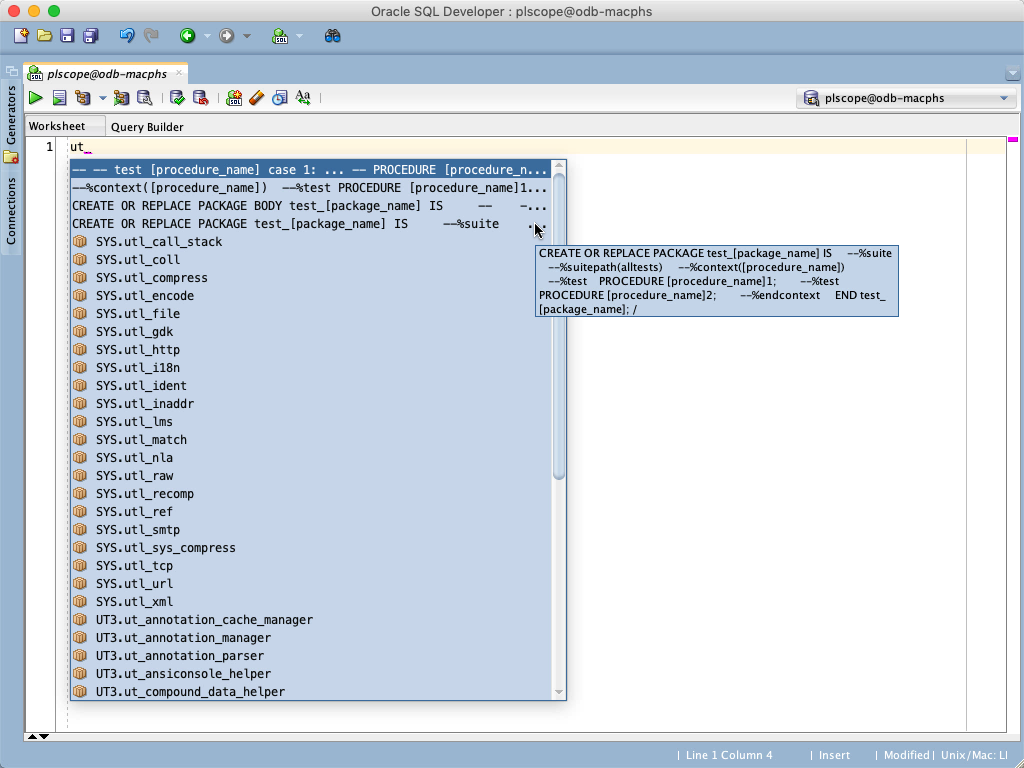 Oracle SQL Developer : plscope@odb-macphs
plscope@odb-macphs
plscope@odb-macphs
Worksheet
Query Builder
Generators
Connections
1 ut_
-- -- test [procedure_name] case 1: ... -- PROCEDURE [procedure_n...
--%context([procedure_name]) --%test PROCEDURE [procedure_name]1...
CREATE OR REPLACE PACKAGE BODY test_[package_name] IS -- -...
CREATE OR REPLACE PACKAGE test_[package_name] IS --%suite ...
SYS.utl_call_stack
SYS.utl_coll
SYS.utl_compress
SYS.utl_encode
SYS.utl_file
SYS.utl_gdk
SYS.utl_http
SYS.utl_i18n
SYS.utl_ident
SYS.utl_inaddr
SYS.utl_lms
SYS.utl_match
SYS.utl_nla
SYS.utl_raw
SYS.utl_recomp
SYS.utl_ref
SYS.utl_smtp
SYS.utl_sys_compress
SYS.utl_tcp
SYS.utl_url
SYS.utl_xml
UT3.ut_annotation_cache_manager
UT3.ut_annotation_manager
UT3.ut_annotation_parser
UT3.ut_ansiconsole_helper
UT3.ut_compound_data_helper
CREATE OR REPLACE PACKAGE test_[package_name] IS --%suite
--%suitepath(alltests) --%context([procedure_name])
--%test PROCEDURE [procedure_name]1; --%test
PROCEDURE [procedure_name]2; --%endcontext END test_
[package_name]; /
| Line 1 Column 4 | Insert | Modified | Unix/Mac: LI